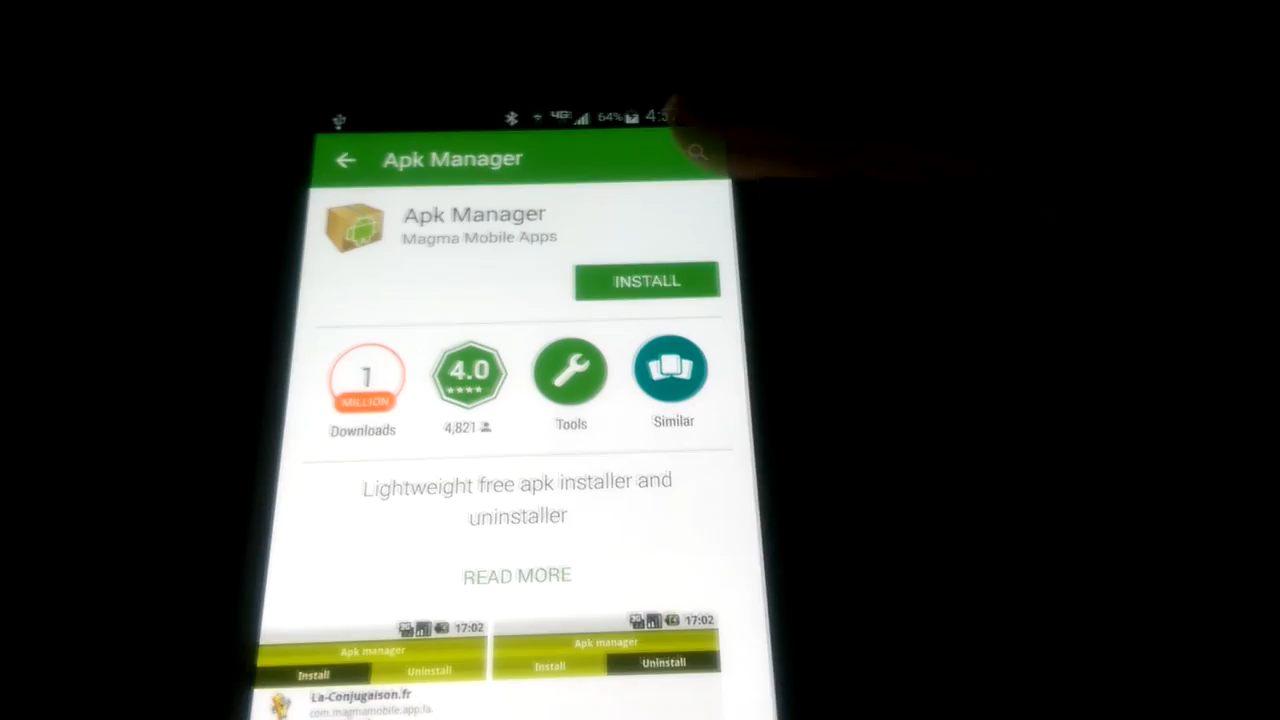 4G 64%
Apk Manager
Apk Manager
Magma Mobile Apps
INSTALL
1 4.0
MILLION
Downloads 4,821 Tools Similar
Lightweight free apk installer and
uninstaller
READ MORE
17:02 17:02
Apk manager Apk manager
Install Uninstall Install Uninstall
La-Conjugaison.fr
com.magmamobile.app.la.